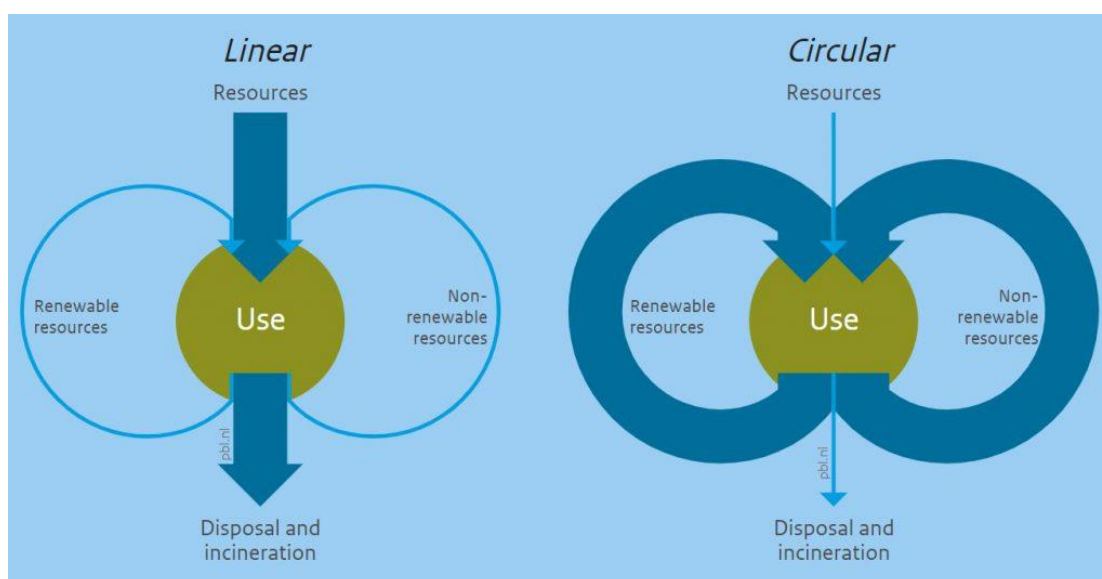 Linear
Resources
Renewable
resources
Use
Non-
renewable
resources
pbl.nl
Disposal and
incineration
Circular
Resources
Renewable
resources
Use
Non-
renewable
resources
pbl.nl
Disposal and
incineration